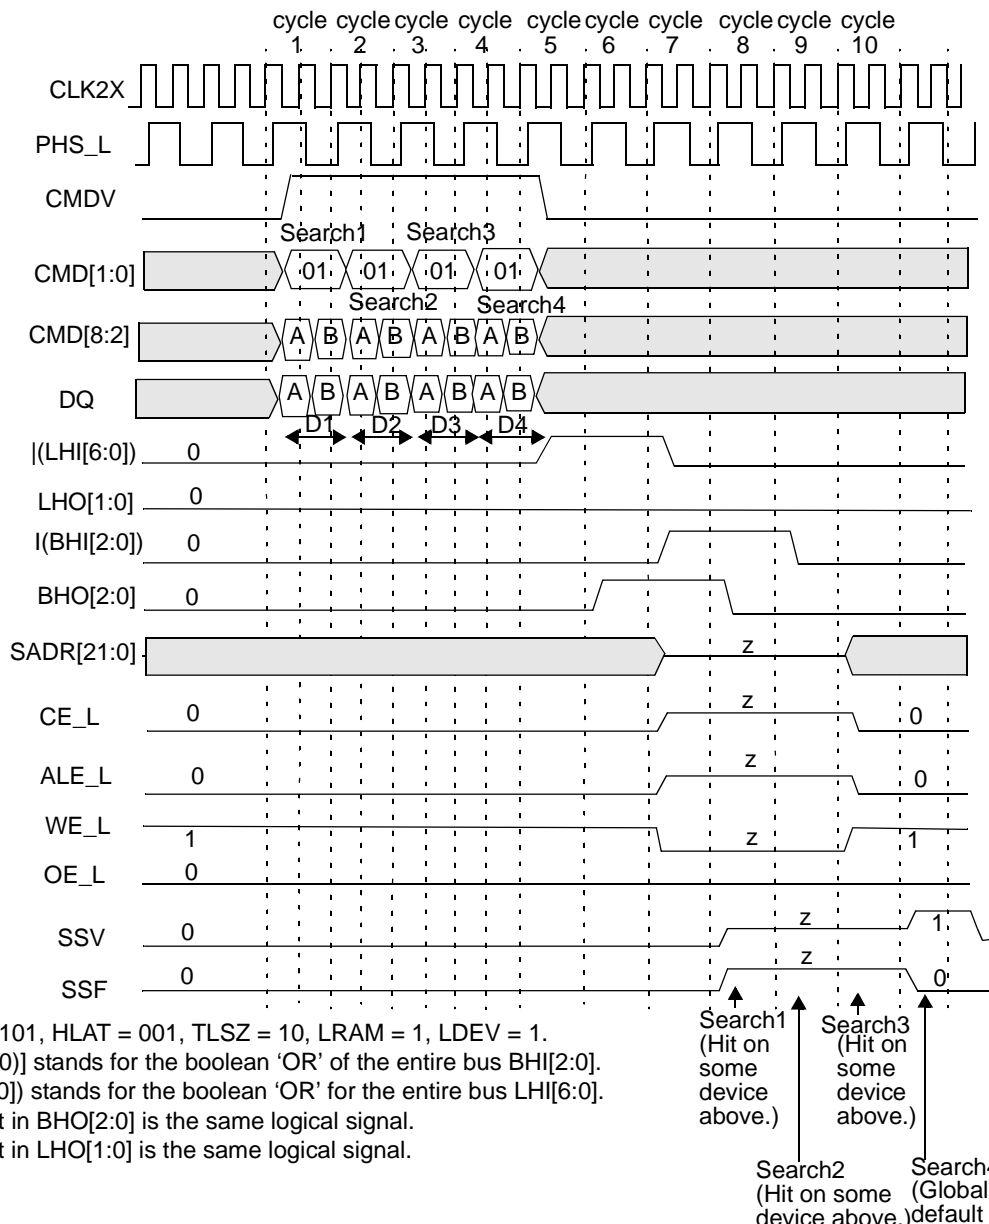 cycle cycle cycle cycle cycle cycle cycle cycle cycle cycle
1 2 3 4 5 6 7 8 9 10
CLK2X
PHS_L
CMDV
Search1 Search3
CMD[1:0] 01 01 01 01
Search2 Search4
CMD[8:2] A B A B A B A B
DQ A B A B A B A B
D1 D2 D3 D4
|(LHI[6:0]) 0
LHO[1:0] 0
I(BHI[2:0]) 0
BHO[2:0] 0
SADR[21:0] z
CE_L 0 z 0
ALE_L 0 z 0
WE_L 1 z 1
OE_L 0
SSV 0 z 1
SSF 0 z 0
101, HLAT = 001, TLSZ = 10, LRAM = 1, LDEV = 1.
0)] stands for the boolean ‘OR’ of the entire bus BHI[2:0].
0]) stands for the boolean ‘OR’ for the entire bus LHI[6:0].
t in BHO[2:0] is the same logical signal.
t in LHO[1:0] is the same logical signal.
Search1
(Hit on
some
device
above.)
Search3
(Hit on
some
device
above.)
Search2
(Hit on some
device above.)
Search4
(Global
default